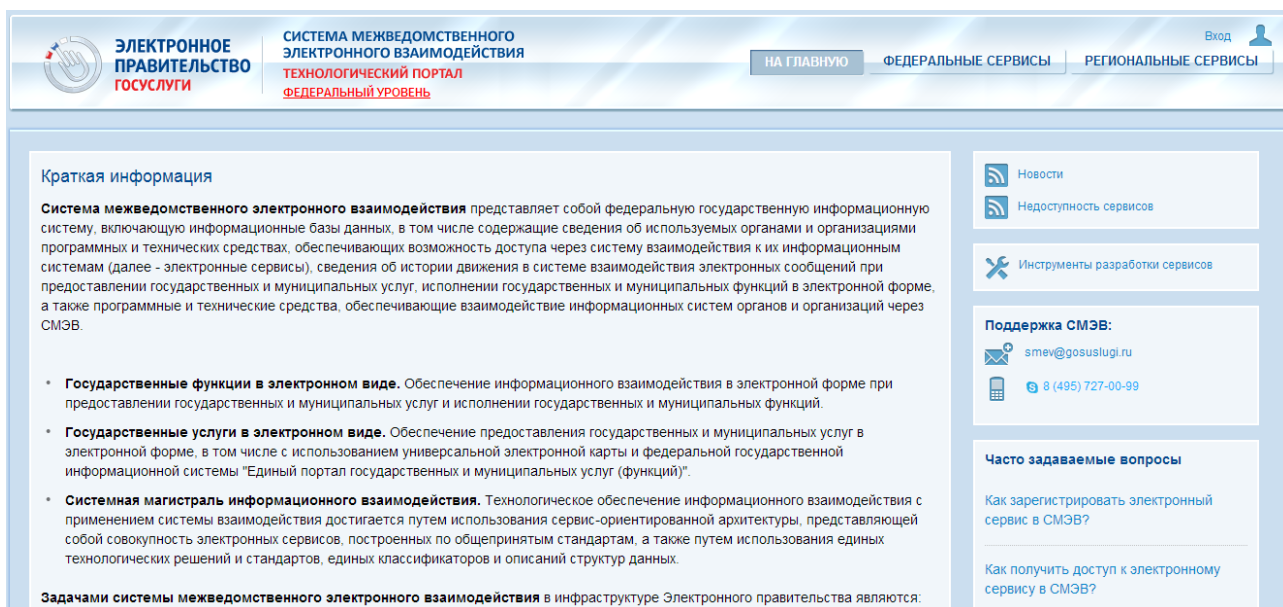 ЭЛЕКТРОННОЕ
ПРАВИТЕЛЬСТВО
ГОСУСЛУГИ
СИСТЕМА МЕЖВЕДОМСТВЕННОГО
ЭЛЕКТРОННОГО ВЗАИМОДЕЙСТВИЯ
ТЕХНОЛОГИЧЕСКИЙ ПОРТАЛ
ФЕДЕРАЛЬНЫЙ УРОВЕНЬ
Вход
НА ГЛАВНУЮ
ФЕДЕРАЛЬНЫЕ СЕРВИСЫ
РЕГИОНАЛЬНЫЕ СЕРВИСЫ
Краткая информация
Система межведомственного электронного взаимодействия представляет собой федеральную государственную информационную
систему, включающую информационные базы данных, в том числе содержащие сведения об используемых органами и организациями
программных и технических средствах, обеспечивающих возможность доступа через систему взаимодействия к их информационным
системам (далее - электронные сервисы), сведения об истории движения в системе взаимодействия электронных сообщений при
предоставлении государственных и муниципальных услуг, исполнении государственных и муниципальных функций в электронной форме,
а также программные и технические средства, обеспечивающие взаимодействие информационных систем органов и организаций через
СМЭВ.
• Государственные функции в электронном виде. Обеспечение информационного взаимодействия в электронной форме при
предоставлении государственных и муниципальных услуг и исполнении государственных и муниципальных функций.
• Государственные услуги в электронном виде. Обеспечение предоставления государственных и муниципальных услуг в
электронной форме, в том числе с использованием универсальной электронной карты и федеральной государственной
информационной системы "Единый портал государственных и муниципальных услуг (функций)".
• Системная магистраль информационного взаимодействия. Технологическое обеспечение информационного взаимодействия с
применением системы взаимодействия достигается путем использования сервис-ориентированной архитектуры, представляющей
собой совокупность электронных сервисов, построенных по общепринятым стандартам, а также путем использования единых
технологических решений и стандартов, единых классификаторов и описаний структур данных.
Задачами системы межведомственного электронного взаимодействия в инфраструктуре Электронного правительства являются:
Новости
Недоступность сервисов
Инструменты разработки сервисов
Поддержка СМЭВ:
smev@gosuslugi.ru
8 (495) 727-00-99
Часто задаваемые вопросы
Как зарегистрировать электронный
сервис в СМЭВ?
Как получить доступ к электронному
сервису в СМЭВ?